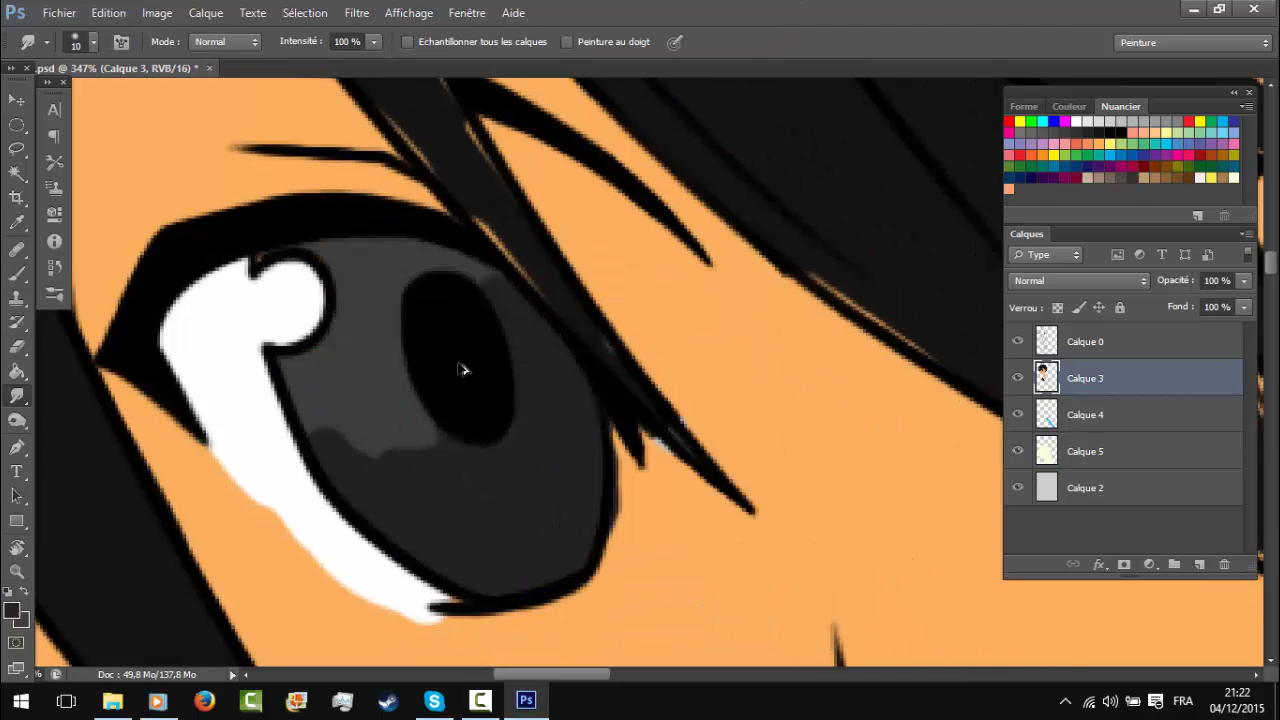 Ps Fichier Edition Image Calque Texte Sélection Filtre Affichage Fenêtre Aide
10 Mode : Normal Intensité : 100 % Echantillonner tous les calques Peinture au doigt Peinture
.psd @ 347% (Calque 3, RVB/16) * ×
Forme Couleur Nuancier
Calques
Type
Normal Opacité : 100 %
Verrou : Fond : 100 %
Calque 0
Calque 3
Calque 4
Calque 5
Calque 2
fx
% Doc : 49,8 Mo/137,8 Mo
FRA 21:22
04/12/2015